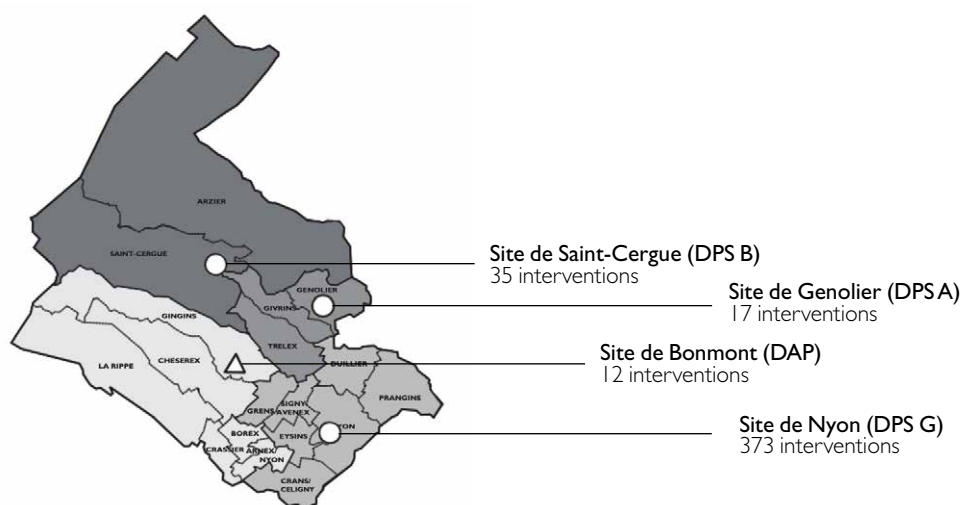 ARZIER
SAINT-CERGUE
GENOLIER
GIVRINS
GINGINS
TRELEX
LA RIPPE
CHESEREX
DUILLIER
PRANGINS
GRENS
SIGNY
AVENEX
BOREX
EYSINS
CRASSIER
ARNEX/
NYON
CRANS/
CELIGNY
Site de Saint-Cergue (DPS B)
35 interventions
Site de Genolier (DPS A)
17 interventions
Site de Bonmont (DAP)
12 interventions
Site de Nyon (DPS G)
373 interventions